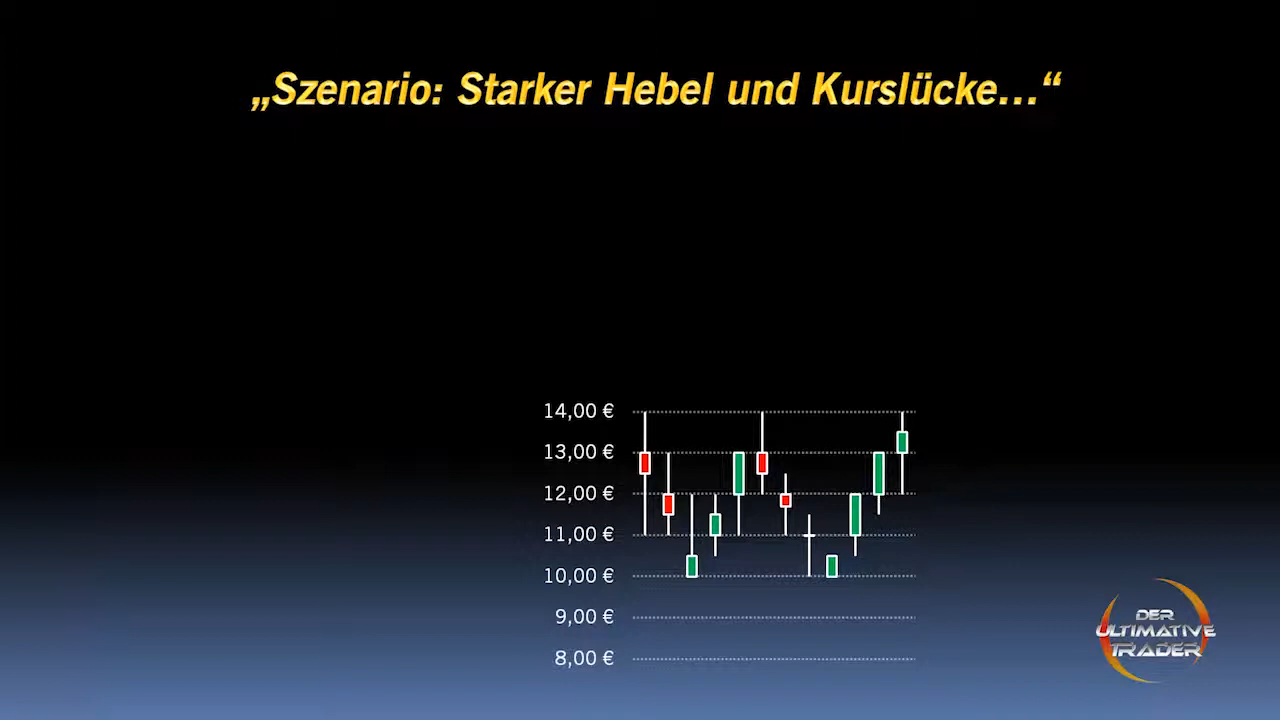 „Szenario: Starker Hebel und Kurslücke...“
14,00 €
13,00 €
12,00 €
11,00 €
10,00 €
9,00 €
8,00 €
DER
ULTIMATIVE
TRADER